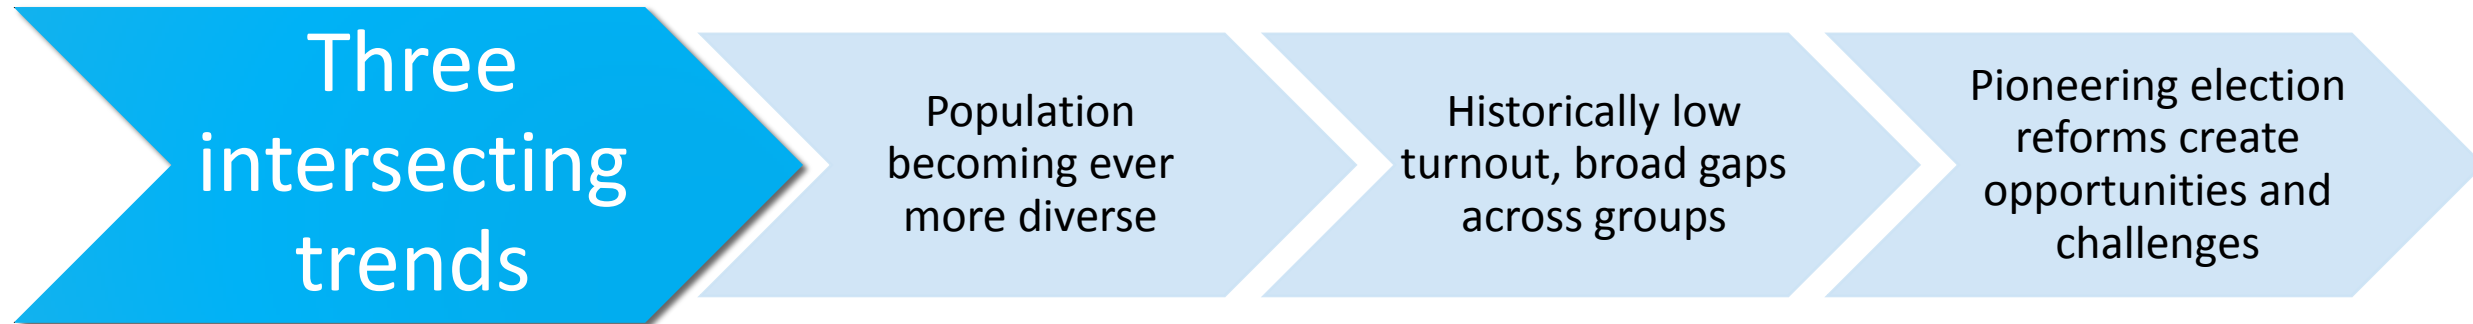 Three
intersecting
trends
Population
becoming ever
more diverse
Historically low
turnout, broad gaps
across groups
Pioneering election
reforms create
opportunities and
challenges